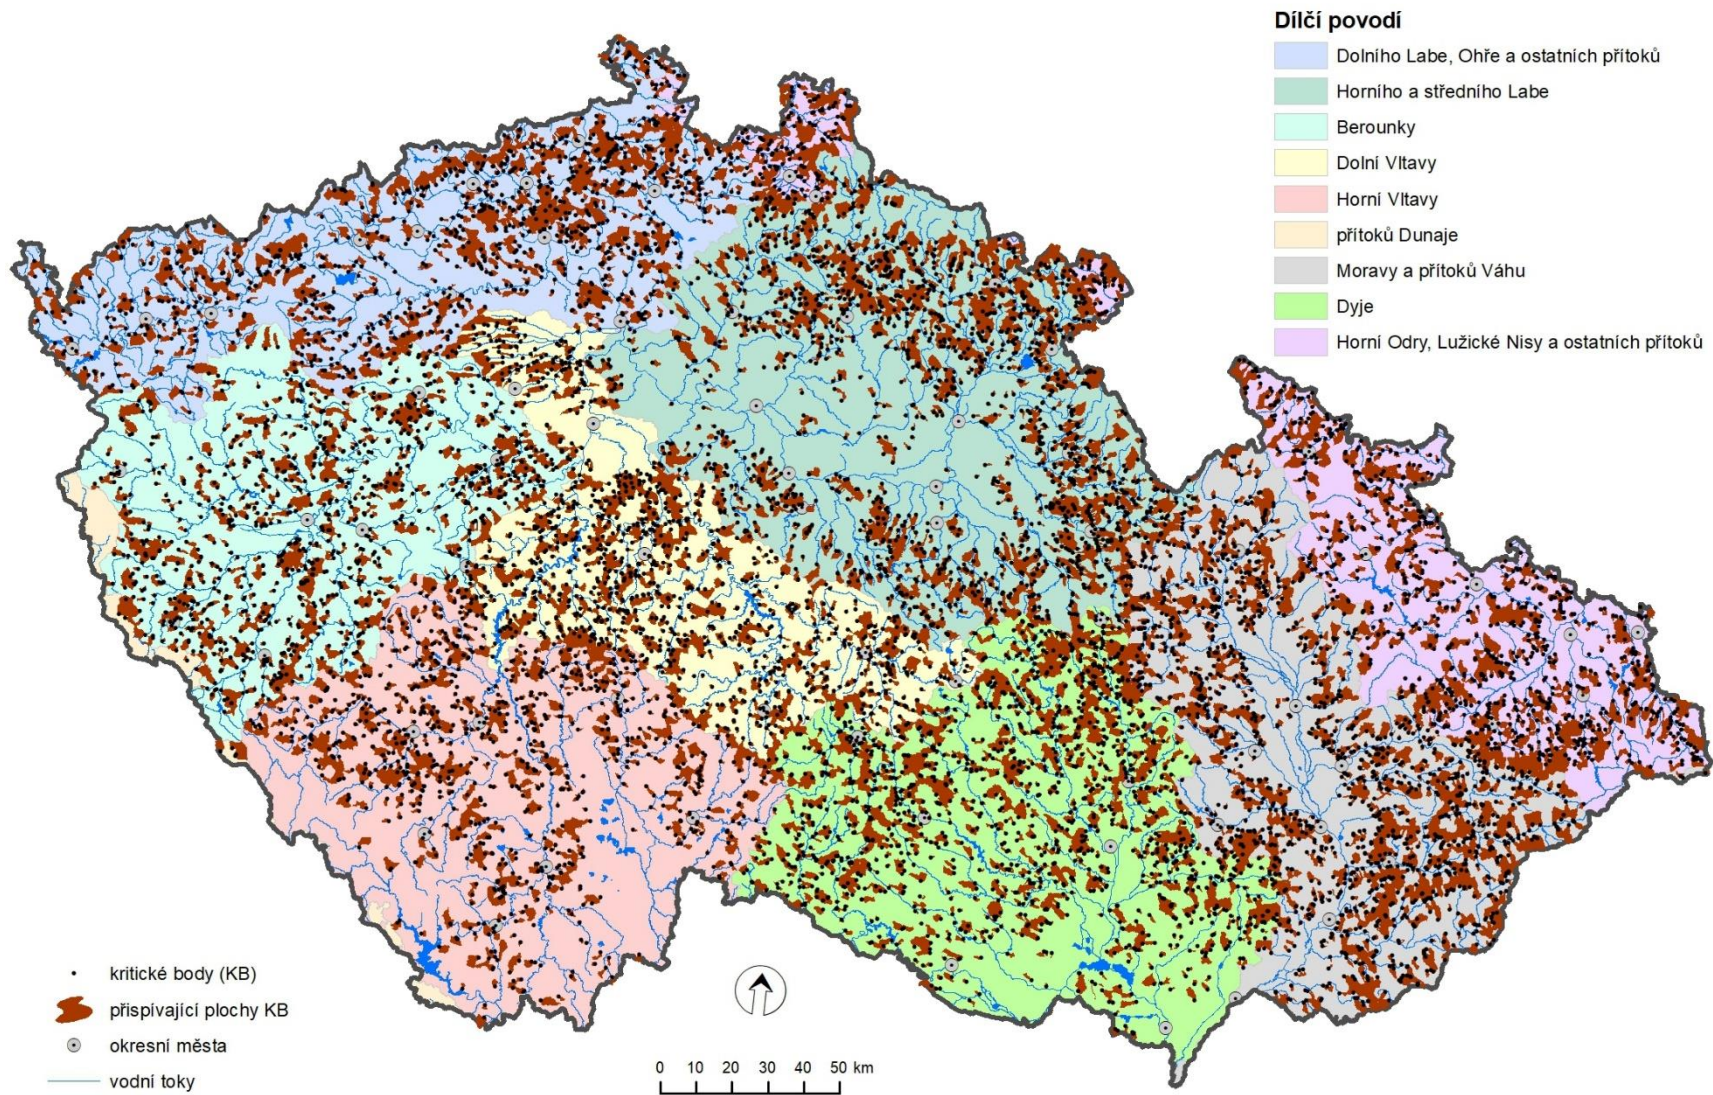 Dílčí povodí
Dolního Labe, Ohře a ostatních přítoků
Horního a středního Labe
Berounky
Dolní Vltavy
Horní Vltavy
přítoků Dunaje
Moravy a přítoků Váhu
Dyje
Horní Odry, Lužické Nisy a ostatních přítoků
kritické body (KB)
přispívající plochy KB
okresní města
vodní toky
0 10 20 30 40 50 km